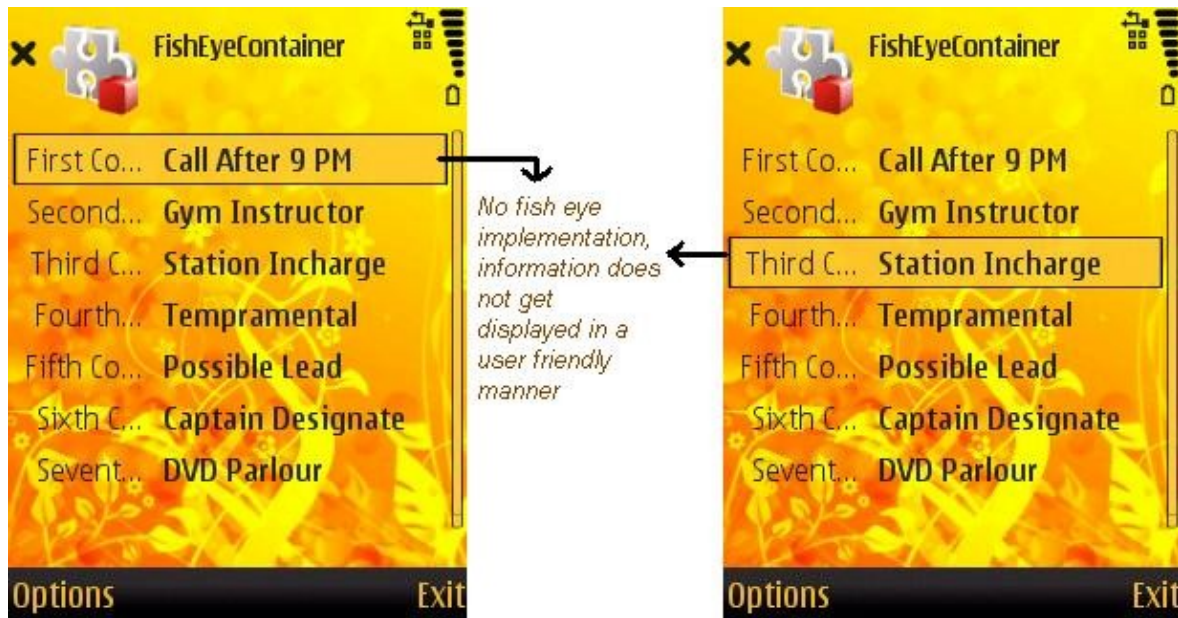 FishEyeContainer
First Co... Call After 9 PM
Second... Gym Instructor
Third C... Station Incharge
Fourth... Tempramental
Fifth Co... Possible Lead
Sixth C... Captain Designate
Sevent... DVD Parlour
Options Exit
No fish eye
implementation,
information does
not get
displayed in a
user friendly
manner
FishEyeContainer
First Co... Call After 9 PM
Second... Gym Instructor
Third C... Station Incharge
Fourth... Tempramental
Fifth Co... Possible Lead
Sixth C... Captain Designate
Sevent... DVD Parlour
Options Exit